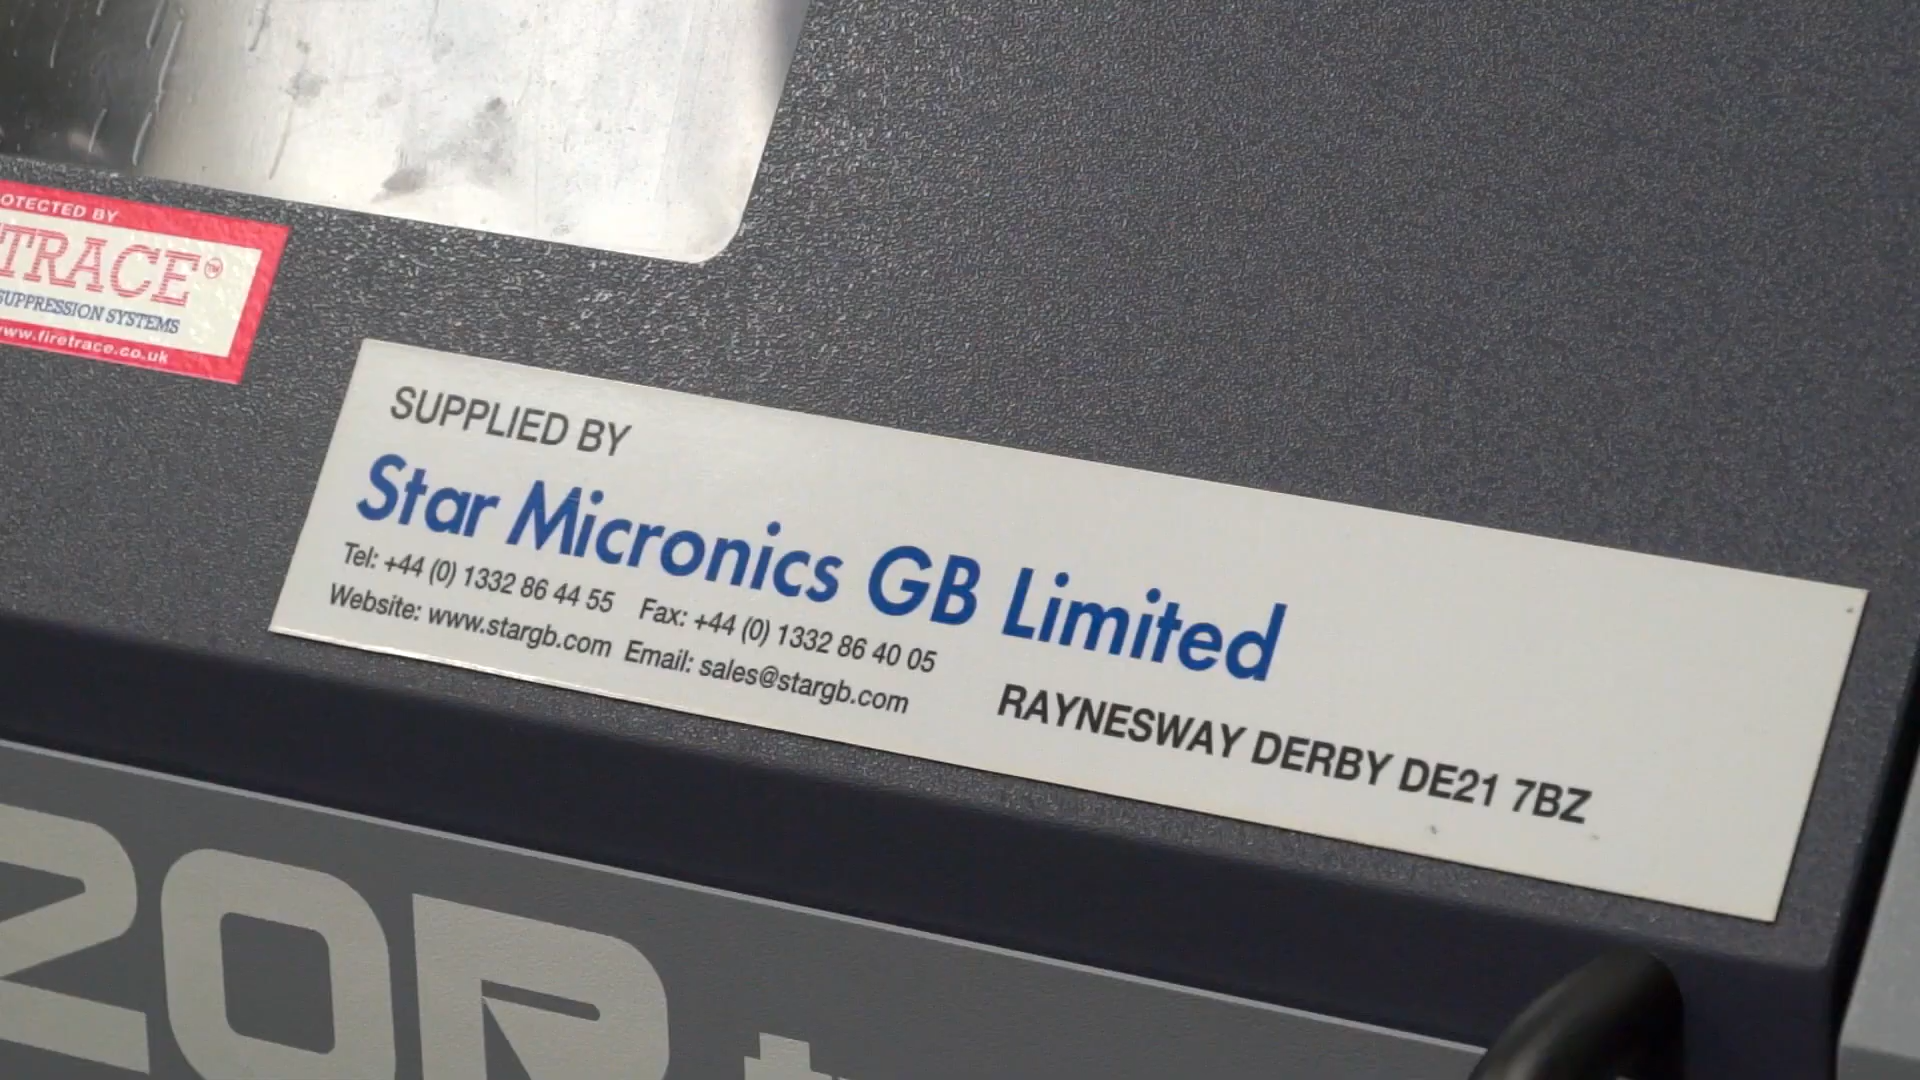 OTECTED BY
TRACE™
SUPPRESSION SYSTEMS
www.firetrace.co.uk
SUPPLIED BY
Star Micronics GB Limited
Tel: +44 (0) 1332 86 44 55 Fax: +44 (0) 1332 86 40 05
Website: www.stargb.com Email: sales@stargb.com
RAYNESWAY DERBY DE21 7BZ
20R